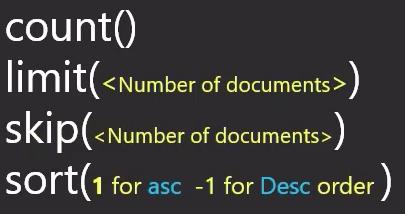 count()
limit(<Number of documents>)
skip(<Number of documents>)
sort(1 for asc -1 for Desc order )